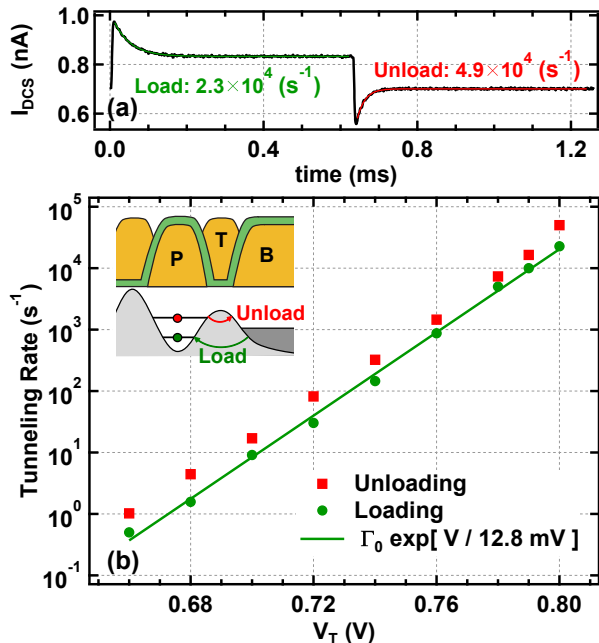 I_DCS (nA)
1.0
0.8
0.6
Load: 2.3×10^4 (s^-1)
Unload: 4.9×10^4 (s^-1)
(a)
0.0
0.4
0.8
1.2
time (ms)
Tunneling Rate (s^-1)
10^5
10^4
10^3
10^2
10^1
10^0
10^-1
P
T
B
Unload
Load
Unloading
Loading
Γ_0 exp[ V / 12.8 mV ]
(b)
0.68
0.72
0.76
0.80
V_T (V)